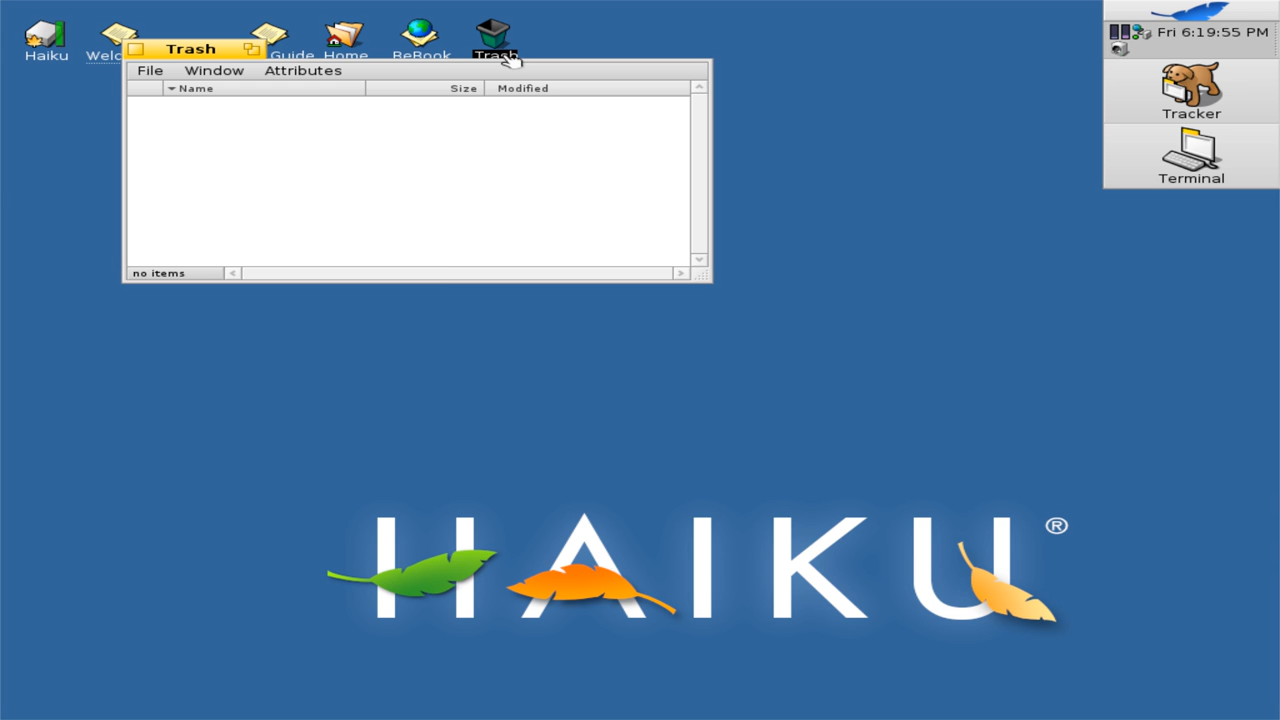 Haiku
Guide
Home
ReBook
Trash
Trash
File Window Attributes
Name Size Modified
no items
Fri 6:19:55 PM
Tracker
Terminal
HAIKU®